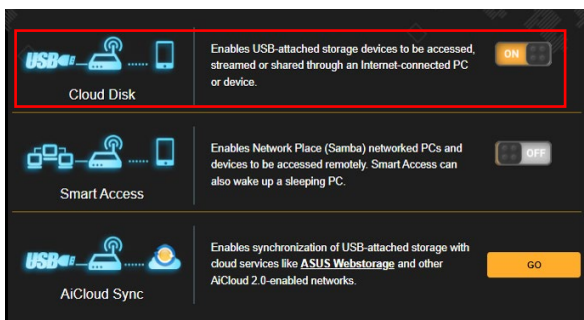 USB
Cloud Disk
Enables USB-attached storage devices to be accessed,
streamed or shared through an Internet-connected PC
or device.
ON
Smart Access
Enables Network Place (Samba) networked PCs and
devices to be accessed remotely. Smart Access can
also wake up a sleeping PC.
OFF
USB
AiCloud Sync
Enables synchronization of USB-attached storage with
cloud services like ASUS Webstorage and other
AiCloud 2.0-enabled networks.
GO